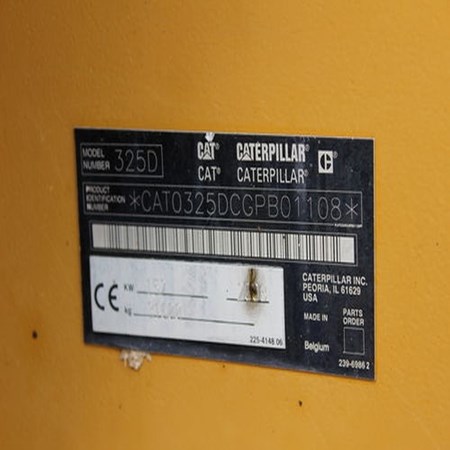 MODEL NUMBER 325D
CAT® CATERPILLAR® C
CAT® CATERPILLAR®
PRODUCT IDENTIFICATION NUMBER *CAT0325DCGPB01108*
CATERPILLAR INC.
PEORIA, IL 61629
USA
CE KW
kg
MADE IN Belgium
PARTS ORDER
225-4148 06
239-6986 2